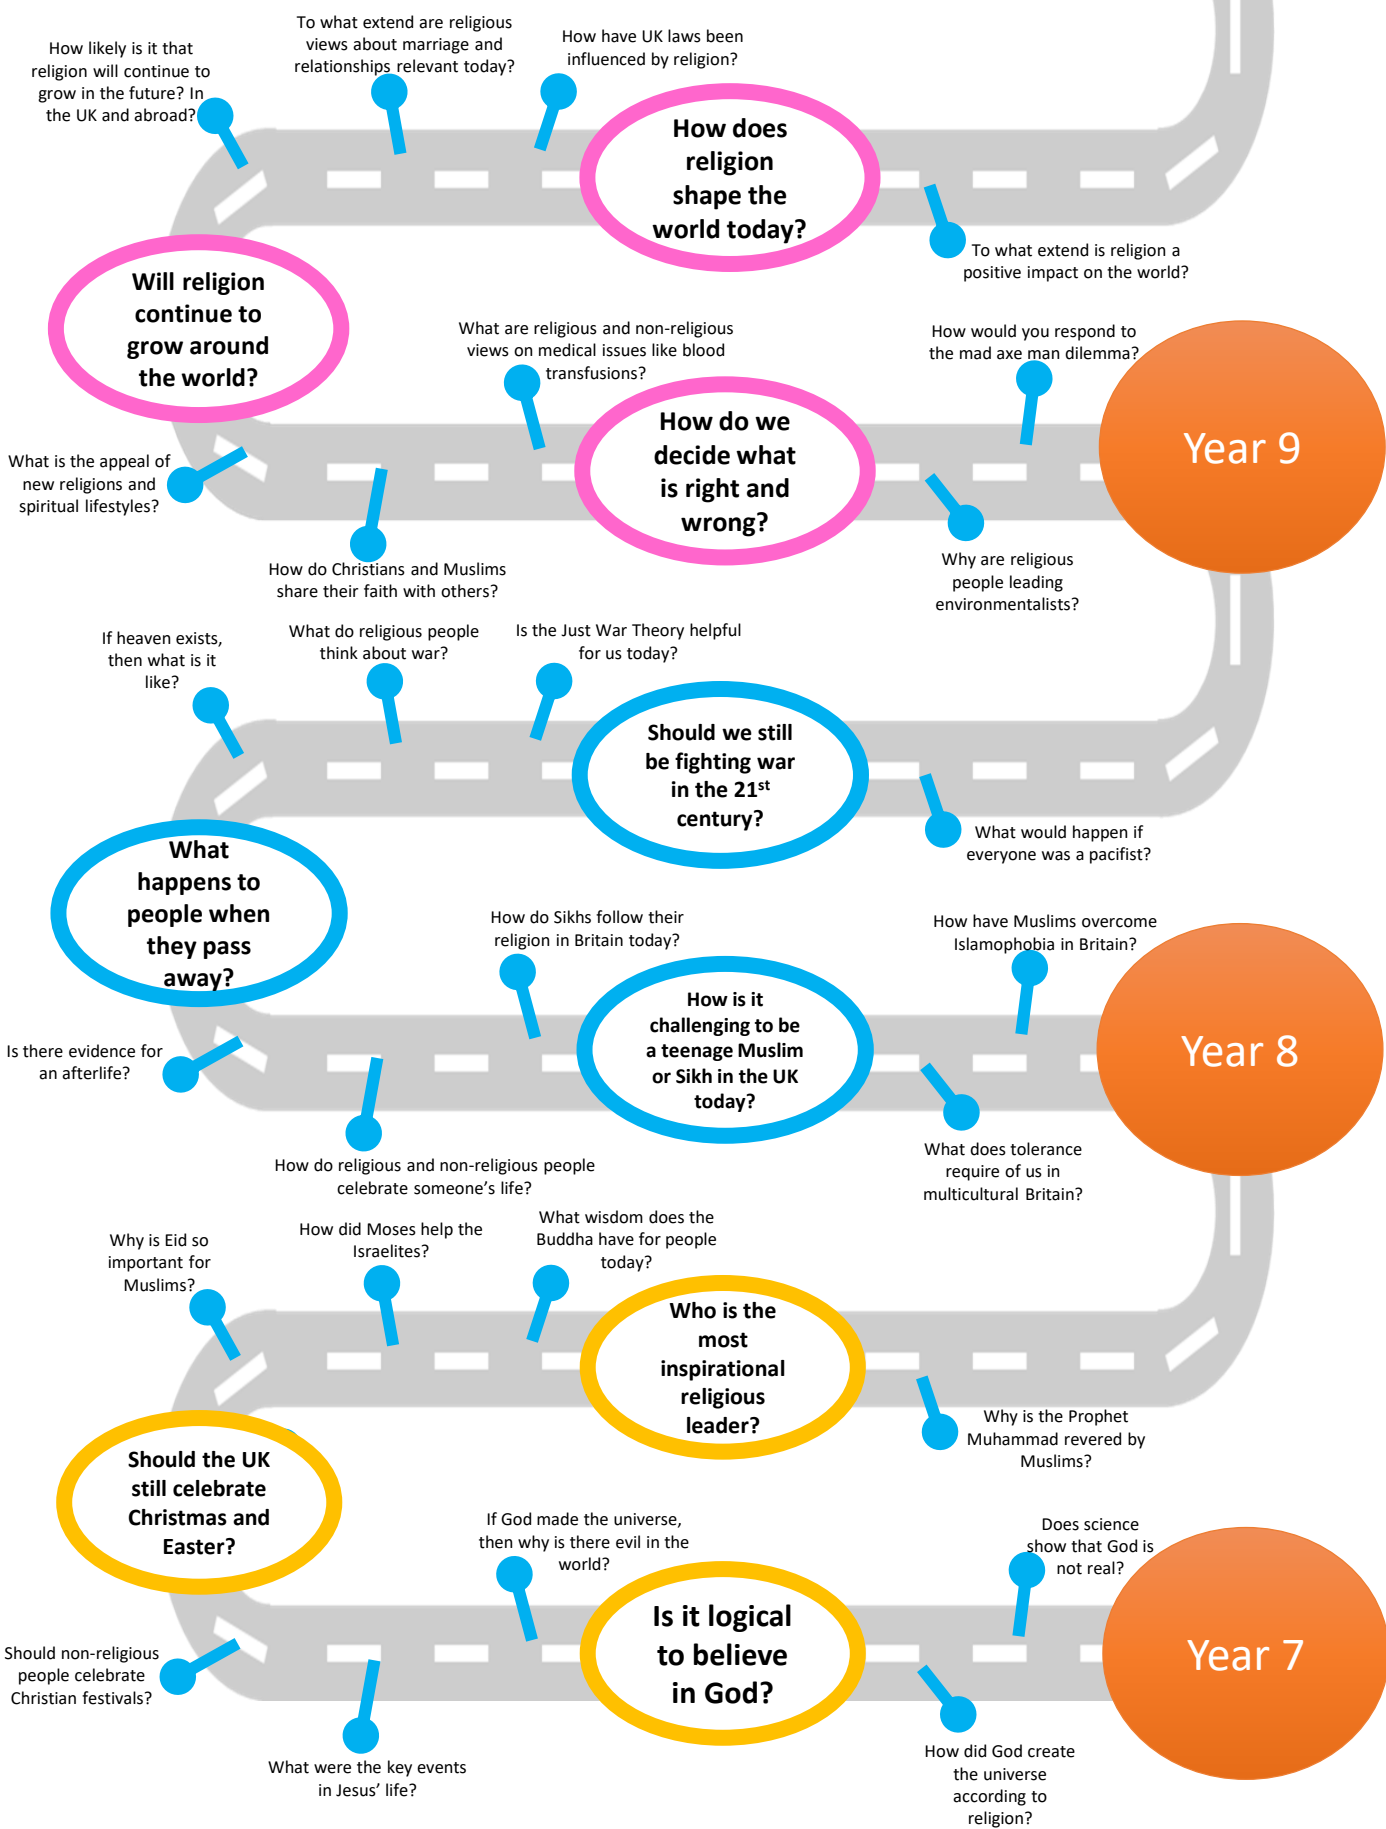 How likely is it that
religion will continue to
grow in the future? In
the UK and abroad?
To what extend are religious
views about marriage and
relationships relevant today?
How have UK laws been
influenced by religion?
How does
religion
shape the
world today?
To what extend is religion a
positive impact on the world?
Will religion
continue to
grow around
the world?
What are religious and non-religious
views on medical issues like blood
transfusions?
How would you respond to
the mad axe man dilemma?
How do we
decide what
is right and
wrong?
Year 9
What is the appeal of
new religions and
spiritual lifestyles?
How do Christians and Muslims
share their faith with others?
Why are religious
people leading
environmentalists?
If heaven exists,
then what is it
like?
What do religious people
think about war?
Is the Just War Theory helpful
for us today?
Should we still
be fighting war
in the 21st
century?
What would happen if
everyone was a pacifist?
What
happens to
people when
they pass
away?
How do Sikhs follow their
religion in Britain today?
How have Muslims overcome
Islamophobia in Britain?
How is it
challenging to be
a teenage Muslim
or Sikh in the UK
today?
Year 8
Is there evidence for
an afterlife?
How do religious and non-religious people
celebrate someone's life?
What does tolerance
require of us in
multicultural Britain?
Why is Eid so
important for
Muslims?
How did Moses help the
Israelites?
What wisdom does the
Buddha have for people
today?
Who is the
most
inspirational
religious
leader?
Why is the Prophet
Muhammad revered by
Muslims?
Should the UK
still celebrate
Christmas and
Easter?
If God made the universe,
then why is there evil in the
world?
Does science
show that God is
not real?
Is it logical
to believe
in God?
Year 7
Should non-religious
people celebrate
Christian festivals?
What were the key events
in Jesus' life?
How did God create
the universe
according to
religion?